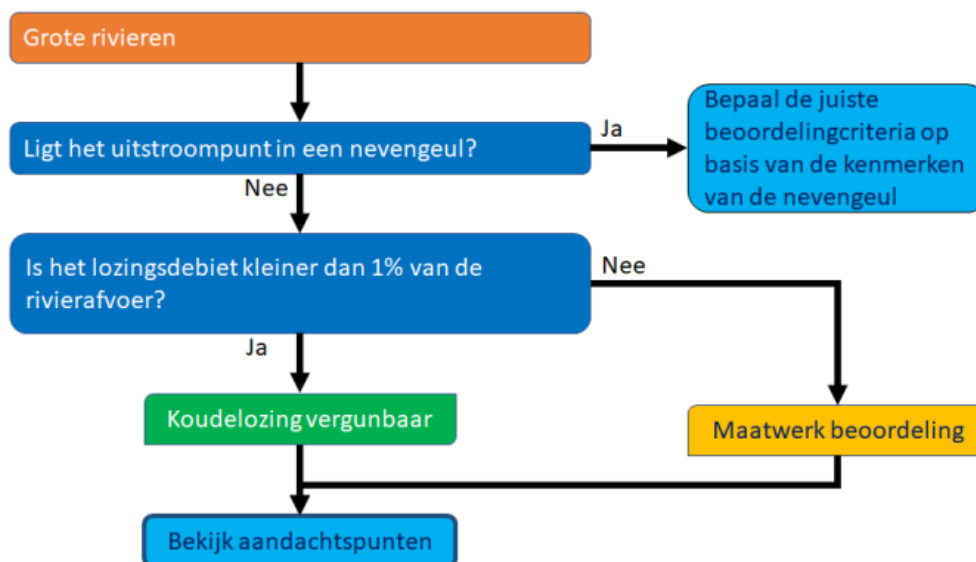 Grote rivieren
Ligt het uitstroompunt in een nevengeul?
Ja
Bepaal de juiste
beoordelingcriteria op
basis van de kenmerken
van de nevengeul
Nee
Is het lozingsdebiet kleiner dan 1% van de
rivierafvoer?
Nee
Ja
Koudelozing vergunbaar
Maatwerk beoordeling
Bekijk aandachtspunten